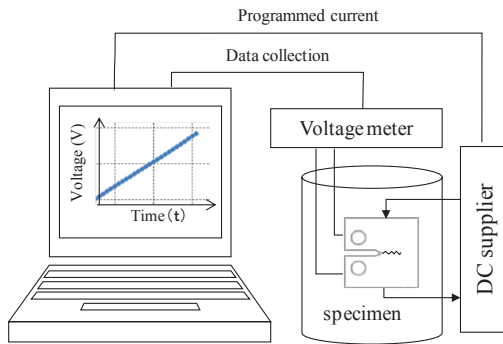 Programmed current
Data collection
Voltage meter
Voltage (V)
Time (t)
DC supplier
specimen